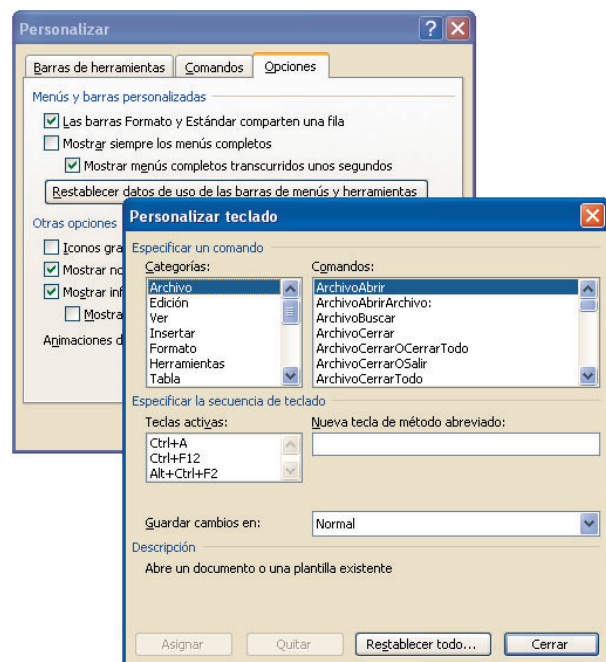 Personalizar
Barras de herramientas Comandos Opciones
Menús y barras personalizadas
Las barras Formato y Estándar comparten una fila
Mostrar siempre los menús completos
Mostrar menús completos transcurridos unos segundos
Restablecer datos de uso de las barras de menús y herramientas
Otras opciones
Iconos gra
Mostrar no
Mostrar inf
Mostra
Animaciones d
Personalizar teclado
Especificar un comando
Categorías: Comandos:
Archivo ArchivoAbrir
Edición ArchivoAbrirArchivo:
Ver ArchivoBuscar
Insertar ArchivoCerrar
Formato ArchivoCerrarOCerrarTodo
Herramientas ArchivoCerrarOSalir
Tabla ArchivoCerrarTodo
Especificar la secuencia de teclado
Teclas activas: Nueva tecla de método abreviado:
Ctrl+A
Ctrl+F12
Alt+Ctrl+F2
Guardar cambios en: Normal
Descripción
Abre un documento o una plantilla existente
Asignar Quitar Restablecer todo... Cerrar